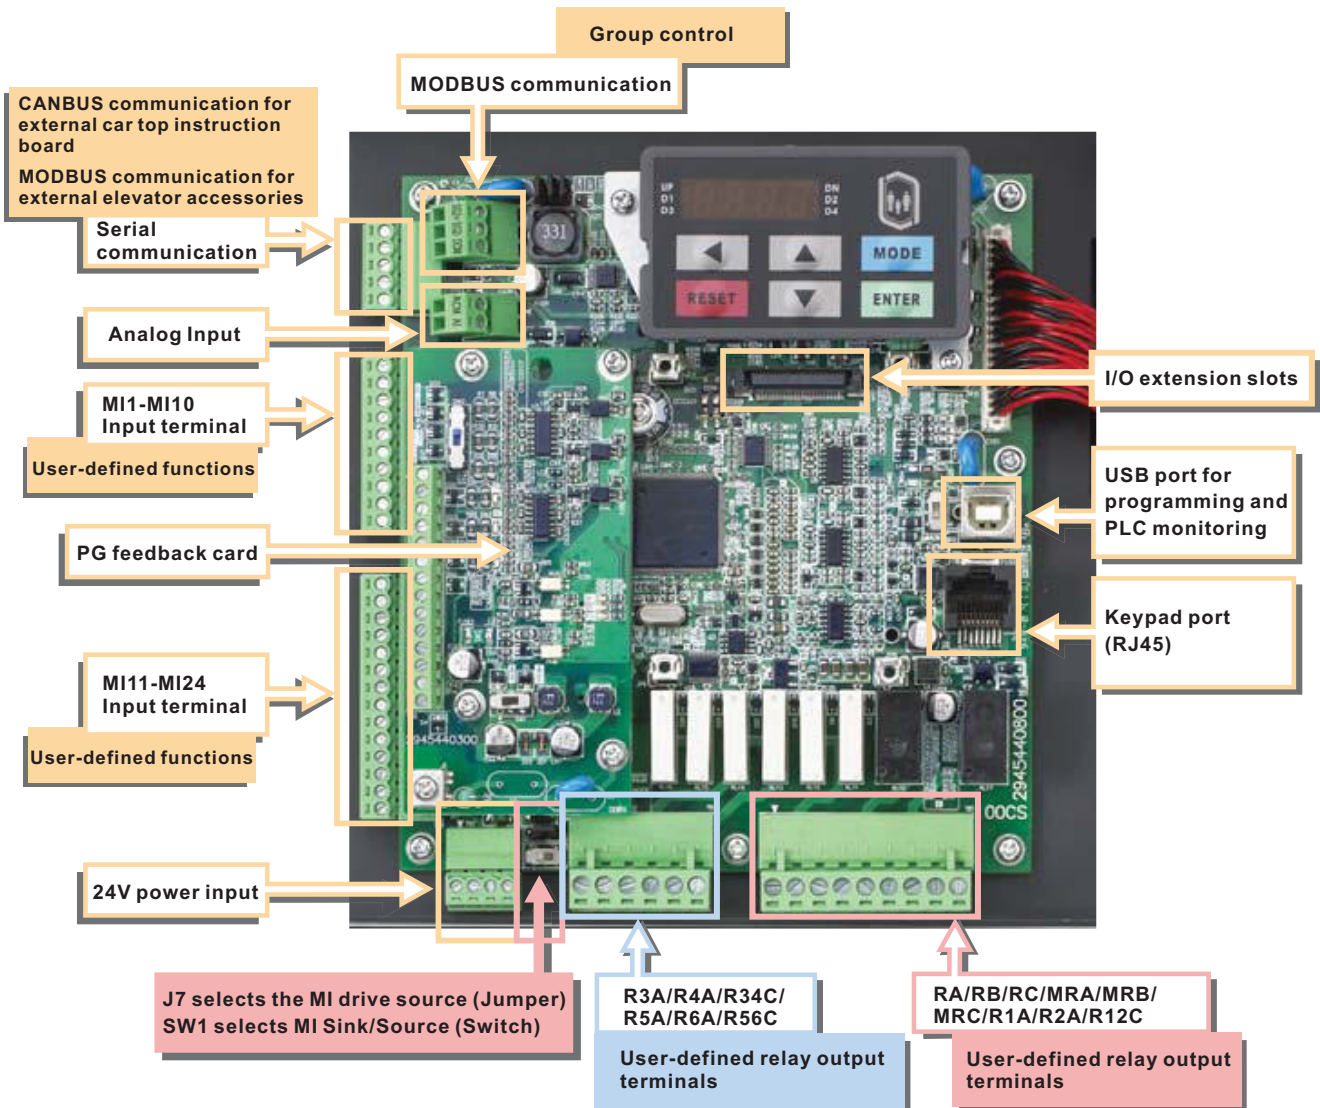 Group control
MODBUS communication
CANBUS communication for
external car top instruction
board
MODBUS communication for
external elevator accessories
Serial
communication
Analog Input
MI1-MI10
Input terminal
User-defined functions
PG feedback card
MI11-MI24
Input terminal
User-defined functions
24V power input
UP
D1
D3
DN
D2
D4
MODE
RESET
ENTER
331
I/O extension slots
USB port for
programming and
PLC monitoring
Keypad port
(RJ45)
2945440300
00CS 2945440800
J7 selects the MI drive source (Jumper)
SW1 selects MI Sink/Source (Switch)
R3A/R4A/R34C/
R5A/R6A/R56C
User-defined relay output
terminals
RA/RB/RC/MRA/MRB/
MRC/R1A/R2A/R12C
User-defined relay output
terminals